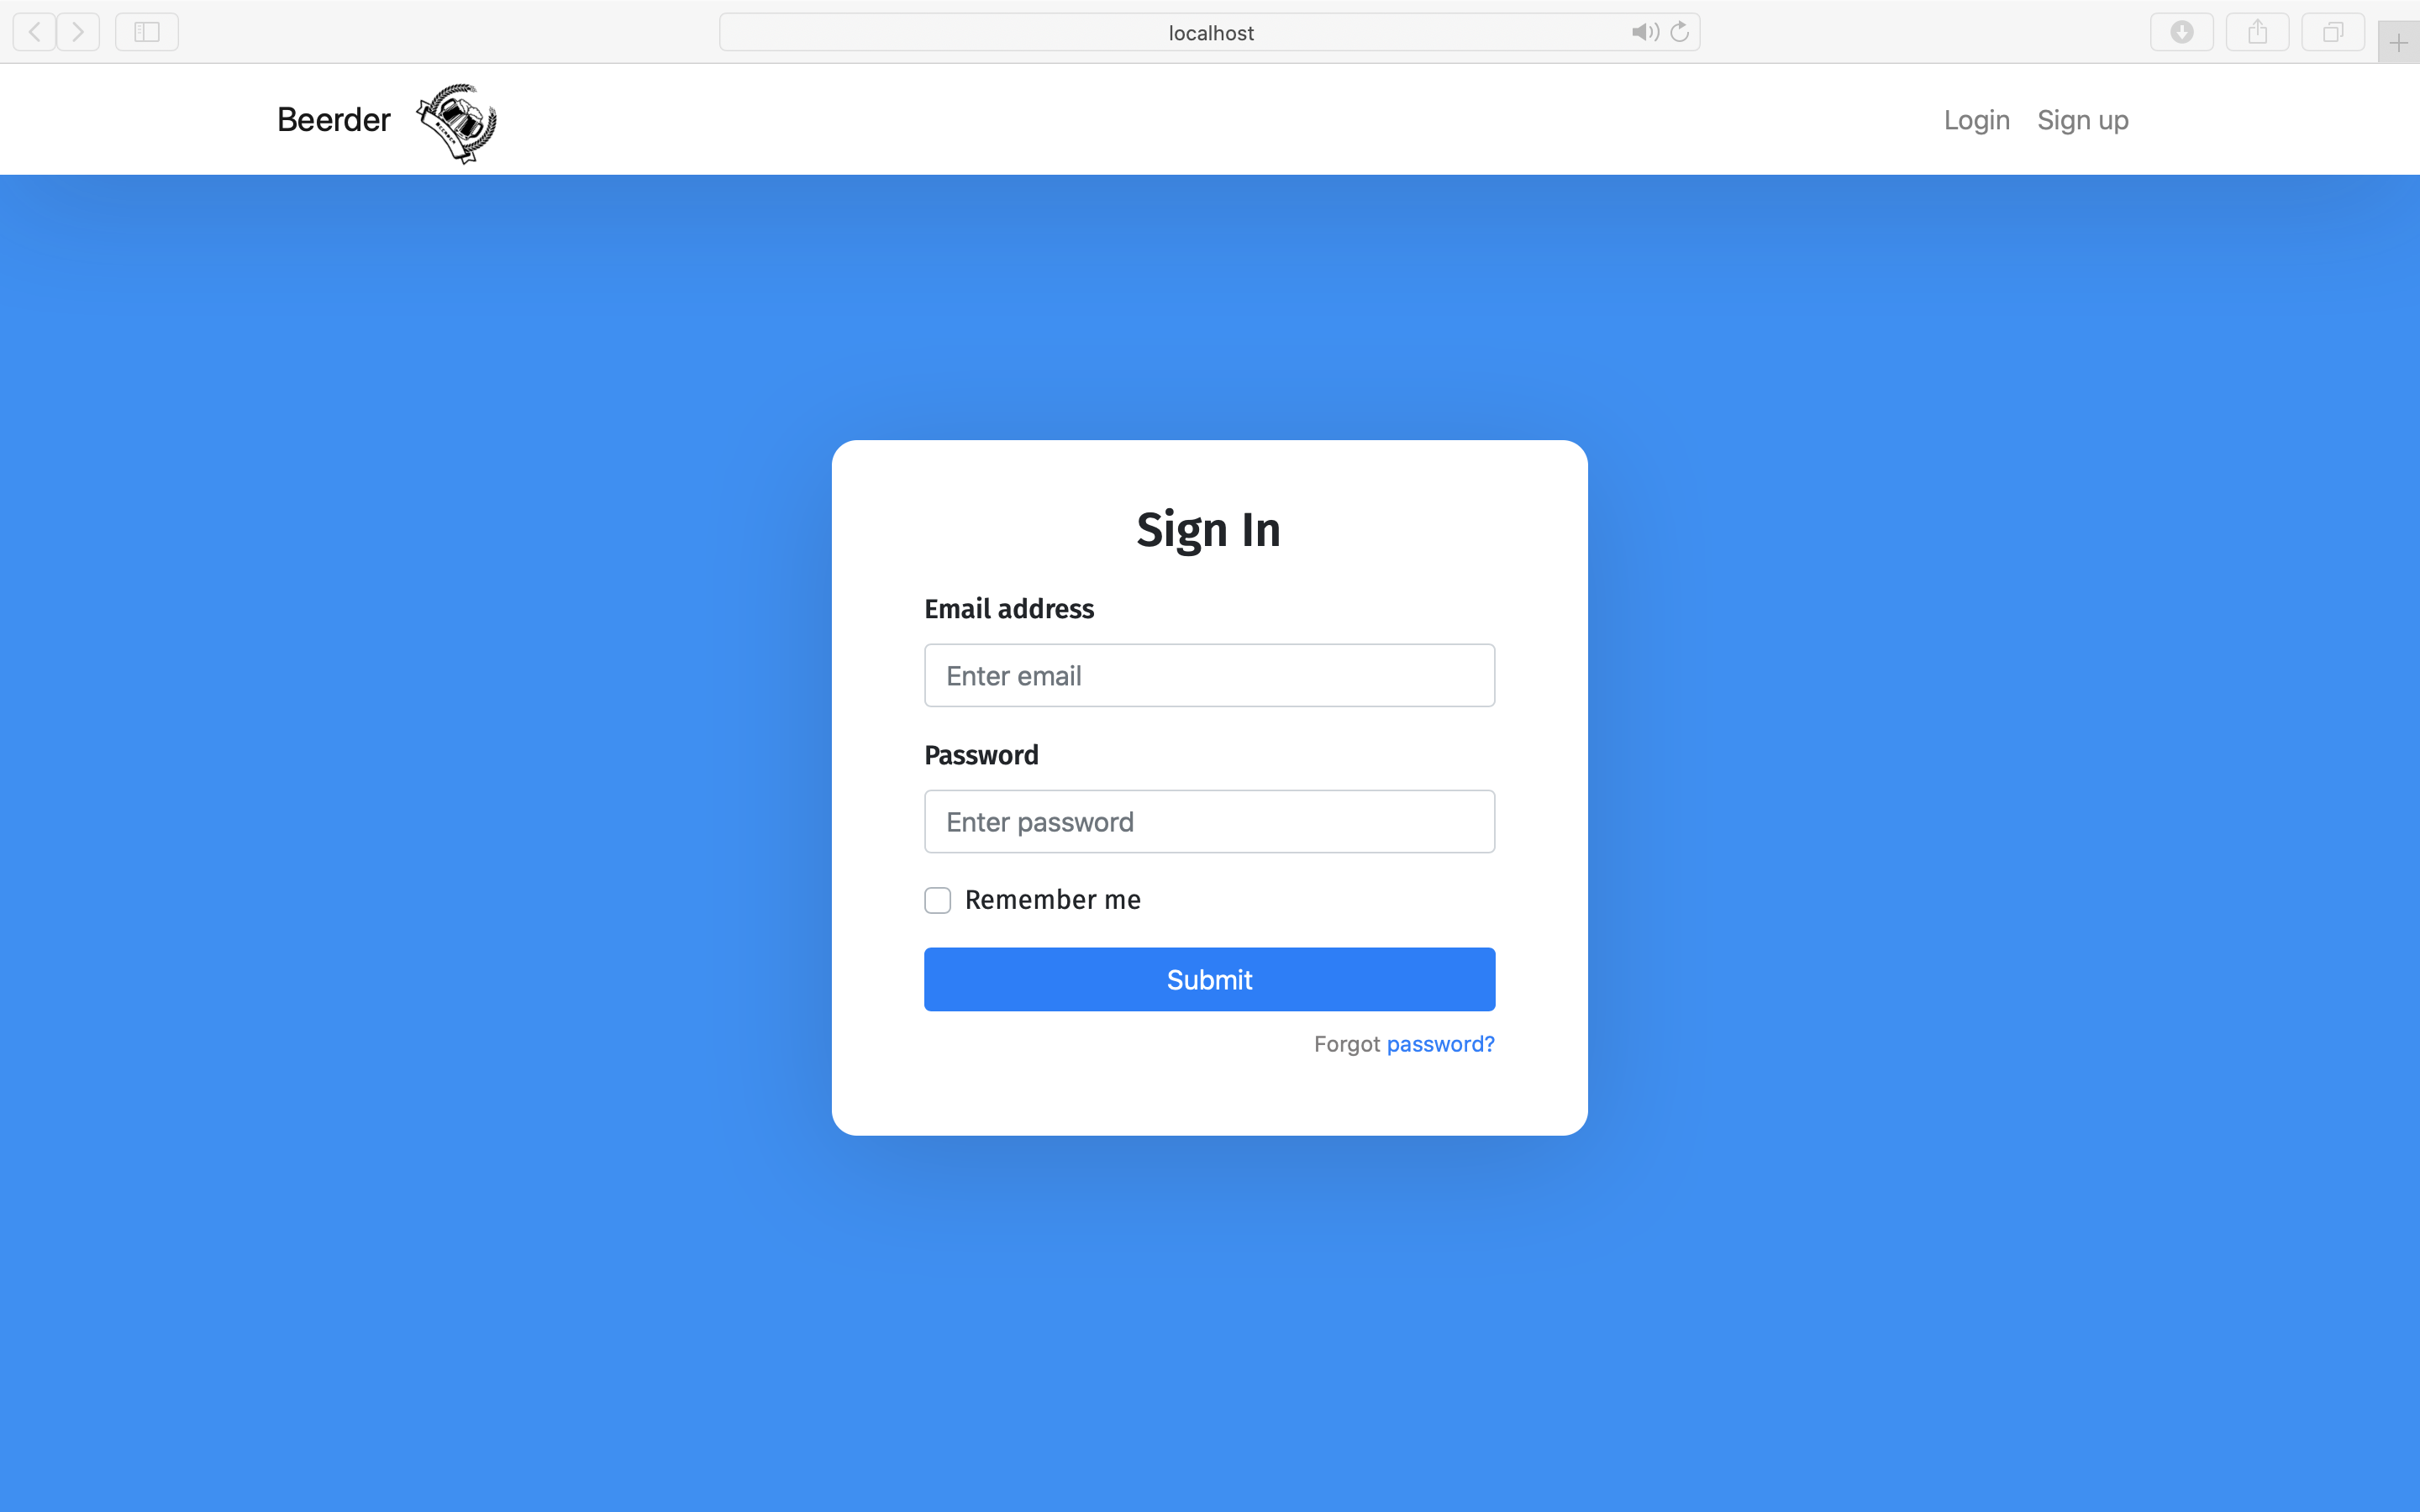 localhost
Beerder
Login Sign up
Sign In
Email address
Enter email
Password
Enter password
Remember me
Submit
Forgot password?